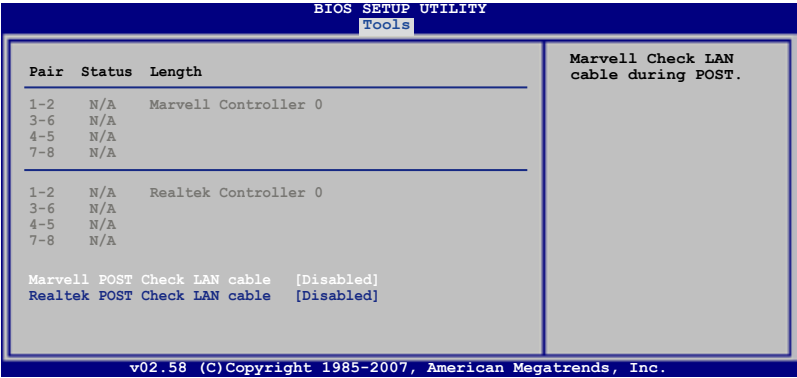 BIOS SETUP UTILITY
Tools
Pair Status Length
1-2 N/A Marvell Controller 0
3-6 N/A
4-5 N/A
7-8 N/A
1-2 N/A Realtek Controller 0
3-6 N/A
4-5 N/A
7-8 N/A
Marvell POST Check LAN cable [Disabled]
Realtek POST Check LAN cable [Disabled]
Marvell Check LAN
cable during POST.
v02.58 (C)Copyright 1985-2007, American Megatrends, Inc.